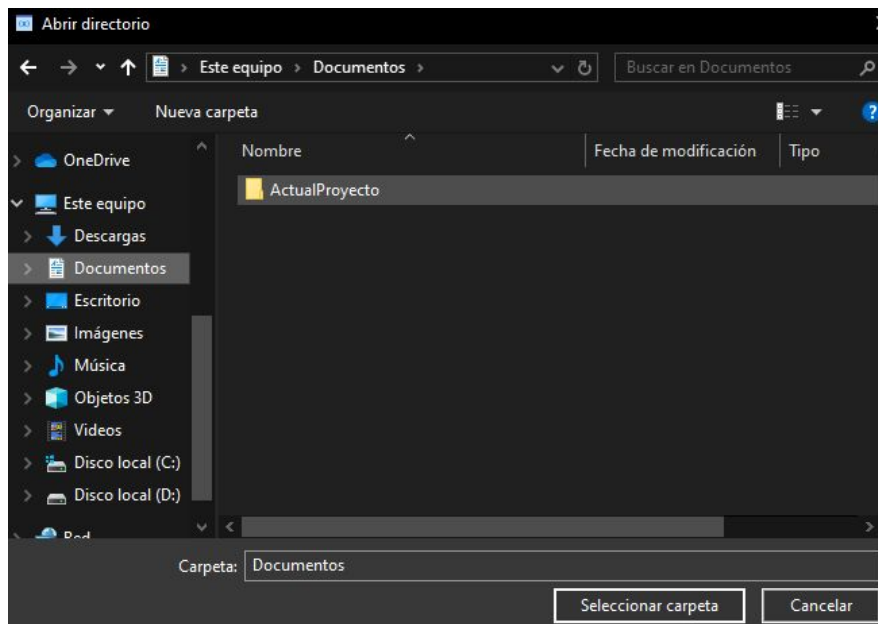 Abrir directorio
Este equipo > Documentos >
Buscar en Documentos
Organizar
Nueva carpeta
OneDrive
Este equipo
Descargas
Documentos
Escritorio
Imágenes
Música
Objetos 3D
Videos
Disco local (C:)
Disco local (D:)
Red
Nombre
Fecha de modificación
Tipo
ActualProyecto
Carpeta: Documentos
Seleccionar carpeta
Cancelar